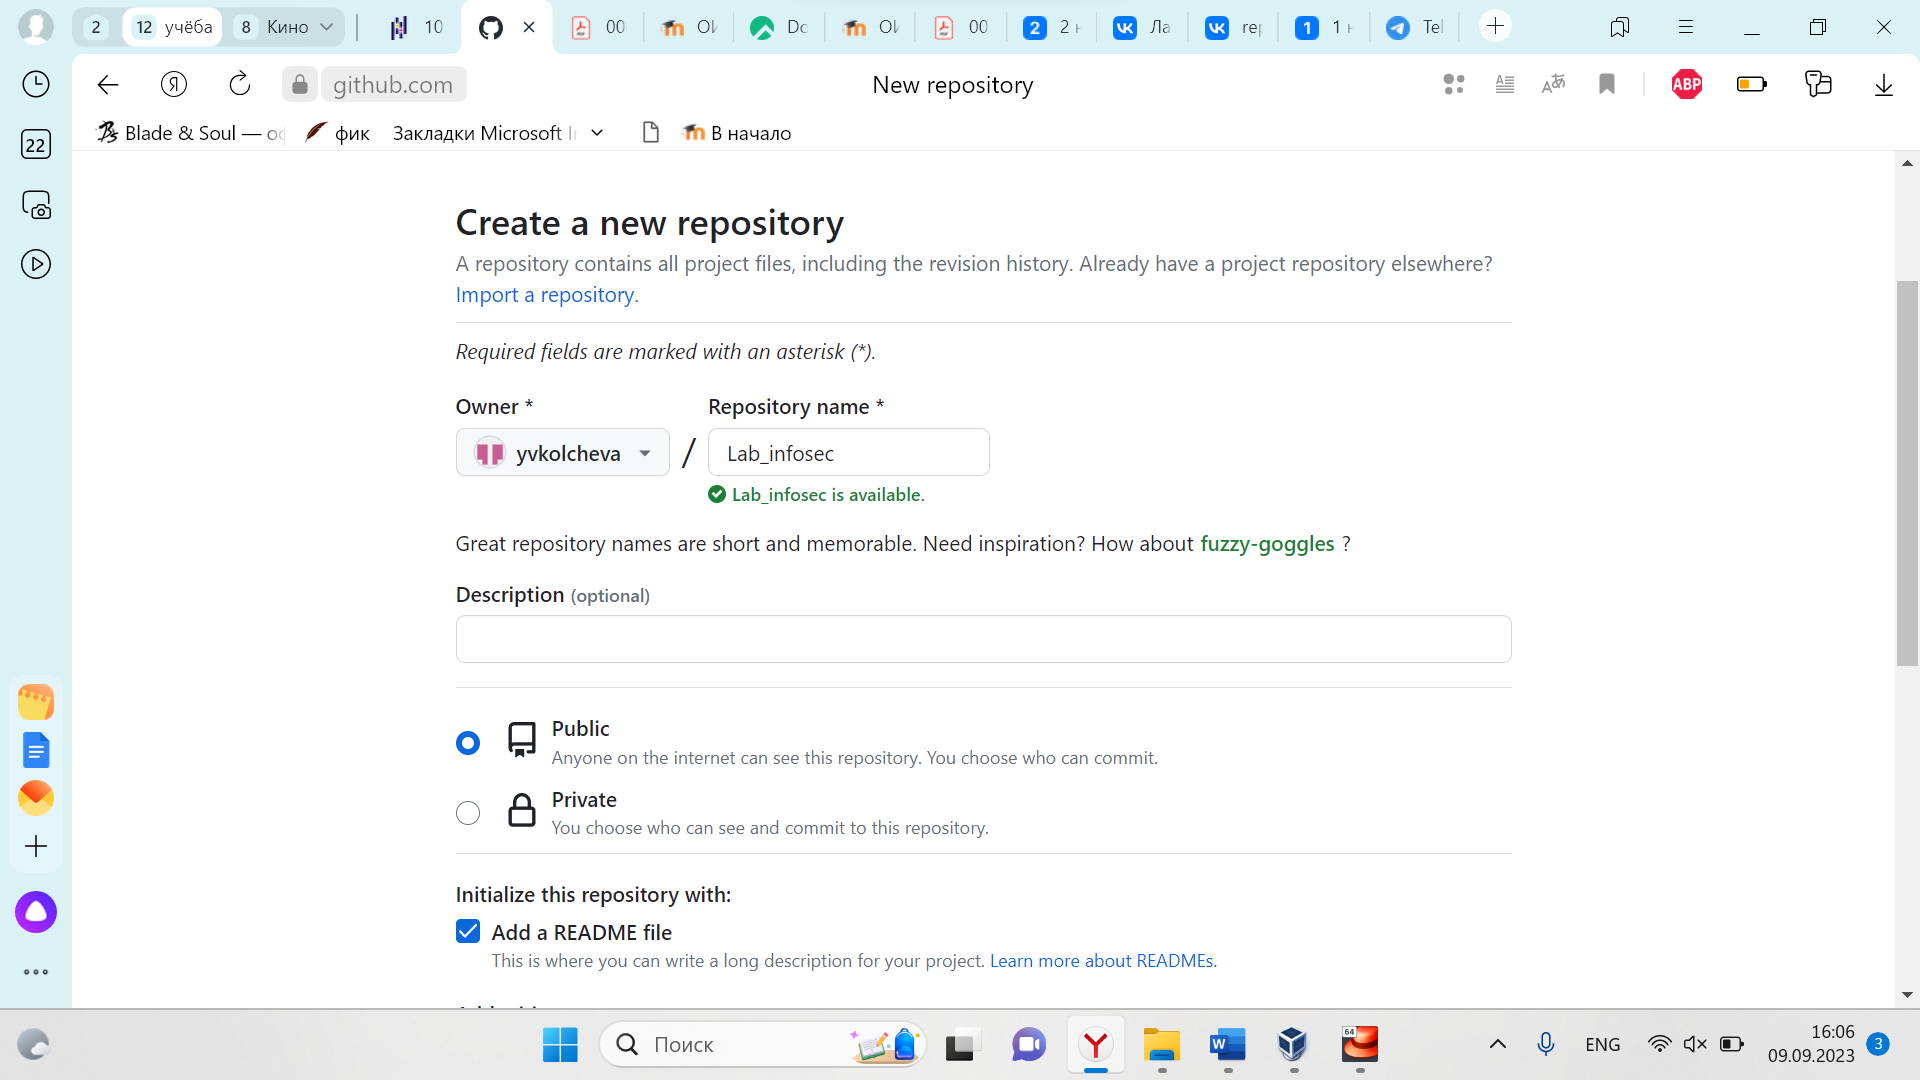 2
12 учёба
8 Кино
10
00
Dc
00
2 2
Ла
1 1
Tel
Я
github.com
New repository
ABP
Blade & Soul —
фик
Закладки Microsoft
В начало
22
Create a new repository
A repository contains all project files, including the revision history. Already have a project repository elsewhere?
Import a repository.
Required fields are marked with an asterisk (*).
Owner *
Repository name *
yvkolcheva
/
Lab_infosec
Lab_infosec is available.
Great repository names are short and memorable. Need inspiration? How about fuzzy-goggles ?
Description (optional)
Public
Anyone on the internet can see this repository. You choose who can commit.
Private
You choose who can see and commit to this repository.
Initialize this repository with:
Add a README file
This is where you can write a long description for your project. Learn more about READMEs.
Поиск
64
ENG
16:06
09.09.2023
3